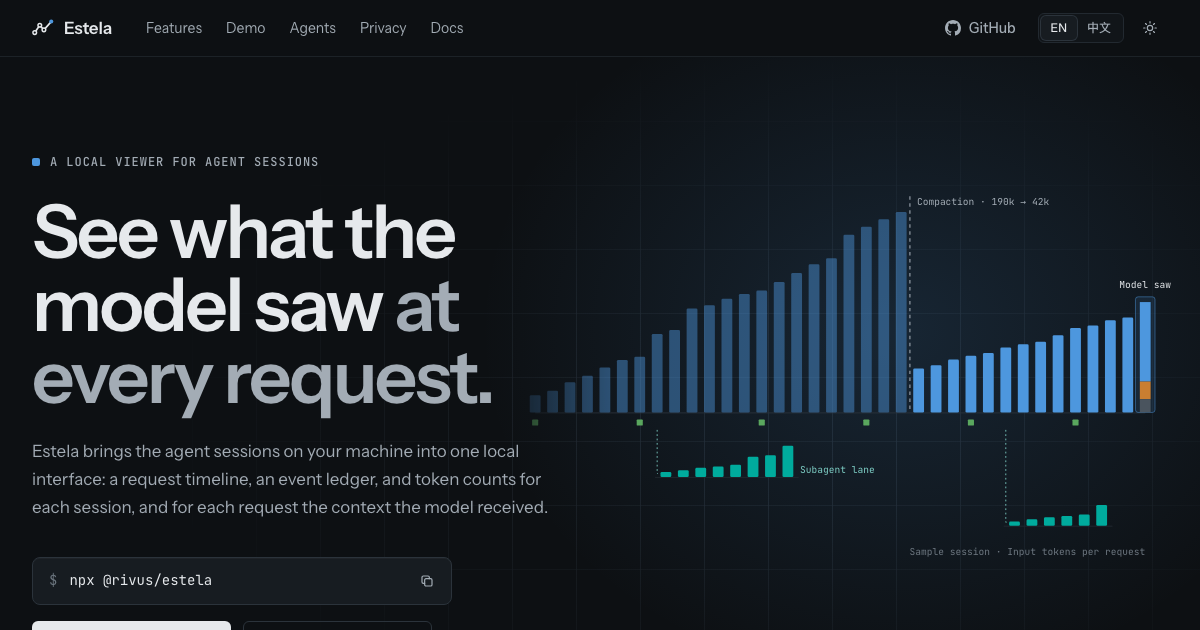 Estela
Features
Demo
Agents
Privacy
Docs
GitHub
EN
中文
A LOCAL VIEWER FOR AGENT SESSIONS
See what the
model saw at
every request.
Estela brings the agent sessions on your machine into one local
interface: a request timeline, an event ledger, and token counts for
each session, and for each request the context the model received.
$ npx @rivus/estela
Compaction · 190k → 42k
Model saw
Subagent lane
Sample session · Input tokens per request